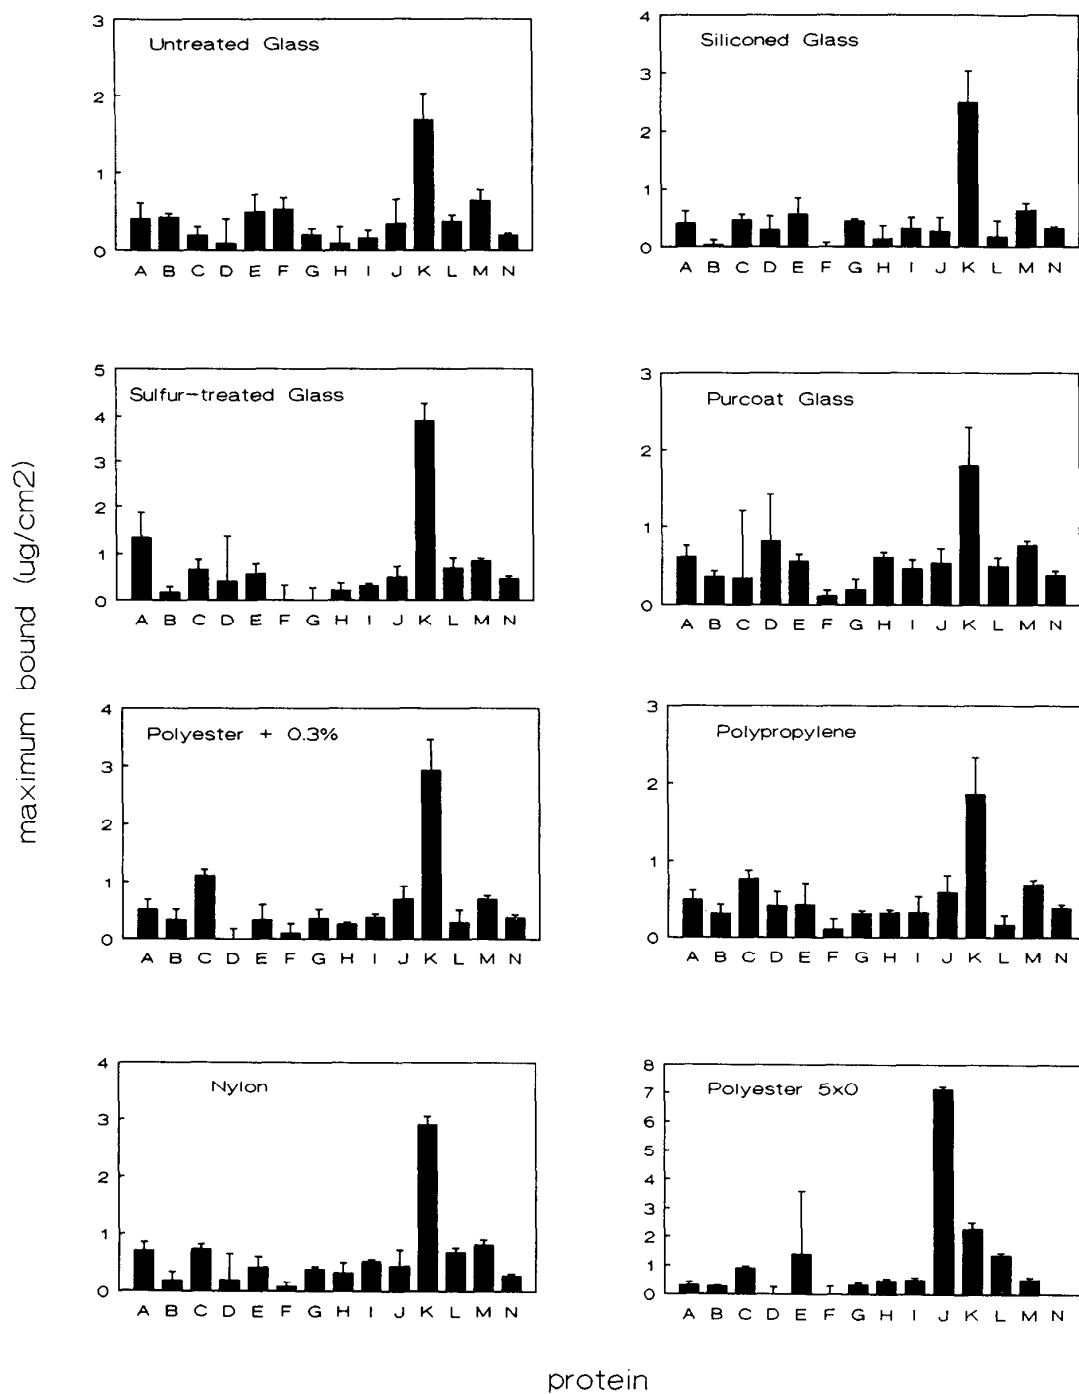 maximum bound (ug/cm2)
Untreated Glass
3
2
1
0
A B C D E F G H I J K L M N
Siliconed Glass
4
3
2
1
0
A B C D E F G H I J K L M N
Sulfur-treated Glass
5
4
3
2
1
0
A B C D E F G H I J K L M N
Purcoat Glass
3
2
1
0
A B C D E F G H I J K L M N
Polyester + 0.3%
4
3
2
1
0
A B C D E F G H I J K L M N
Polypropylene
3
2
1
0
A B C D E F G H I J K L M N
Nylon
4
3
2
1
0
A B C D E F G H I J K L M N
Polyester 5x0
8
7
6
5
4
3
2
1
0
A B C D E F G H I J K L M N
protein